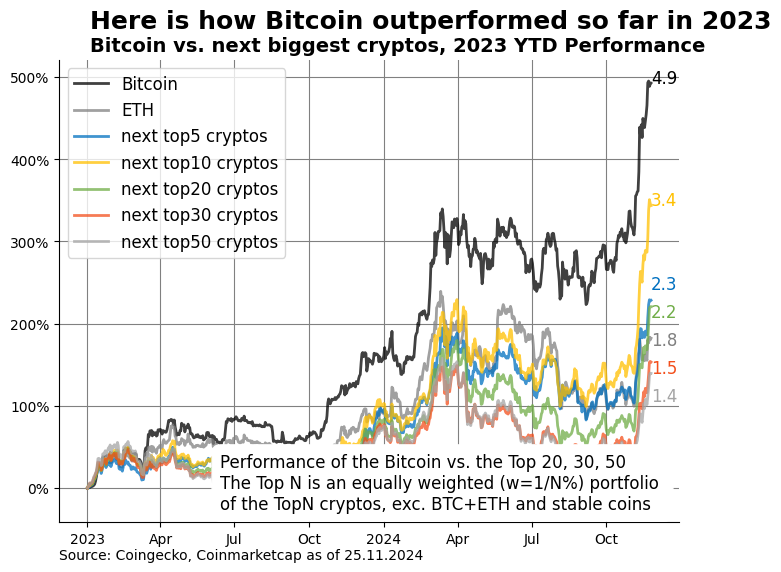 Here is how Bitcoin outperformed so far in 2023
Bitcoin vs. next biggest cryptos, 2023 YTD Performance
500%
400%
300%
200%
100%
0%
Bitcoin
ETH
next top5 cryptos
next top10 cryptos
next top20 cryptos
next top30 cryptos
next top50 cryptos
4.9
3.4
2.3
2.2
1.8
1.5
1.4
Performance of the Bitcoin vs. the Top 20, 30, 50
The Top N is an equally weighted (w=1/N%) portfolio
of the TopN cryptos, exc. BTC+ETH and stable coins
2023 Apr Jul Oct 2024 Apr Jul Oct
Source: Coingecko, Coinmarketcap as of 25.11.2024